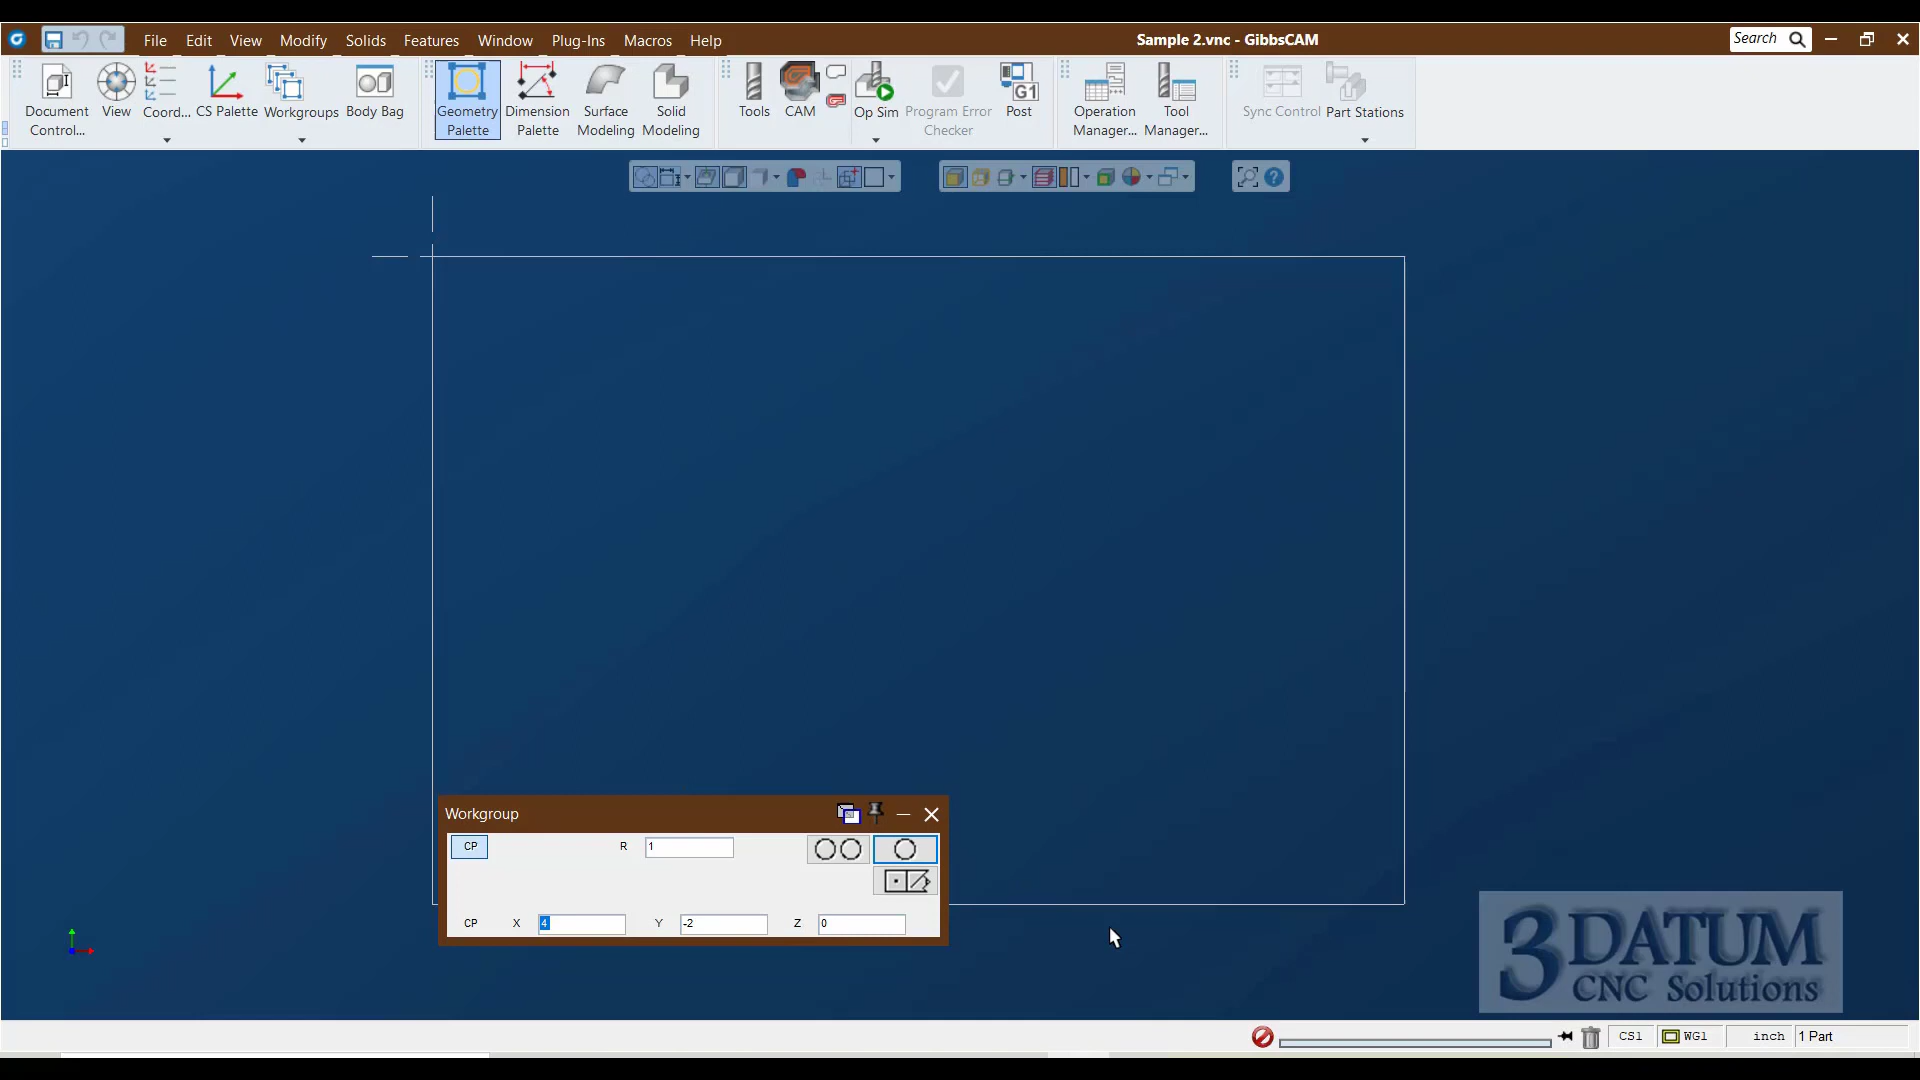 File Edit View Modify Solids Features Window Plug-Ins Macros Help
Sample 2.vnc - GibbsCAM
Search
Document Control...
View
Coord...
CS Palette
Workgroups
Body Bag
Geometry Palette
Dimension Palette
Surface Modeling
Solid Modeling
Tools
CAM
Op Sim
Program Error Checker
G1
Post
Operation Manager...
Tool Manager...
Sync Control
Part Stations
Workgroup
CP R 1
CP X 4 Y -2 Z 0
3DATUM
CNC Solutions
CS1 WG1 inch 1 Part